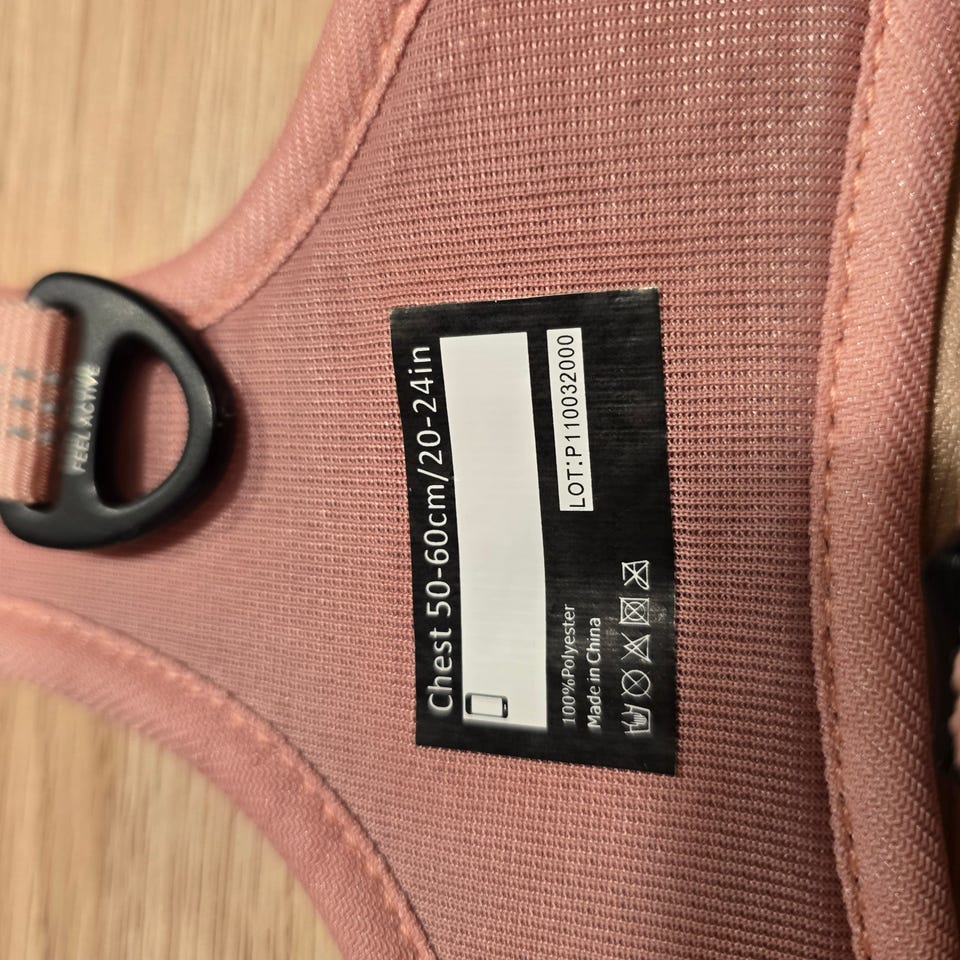 FEEL ACTIVE
Chest 50-60cm/20-24in
LOT:P110032000
100%Polyester
Made in China